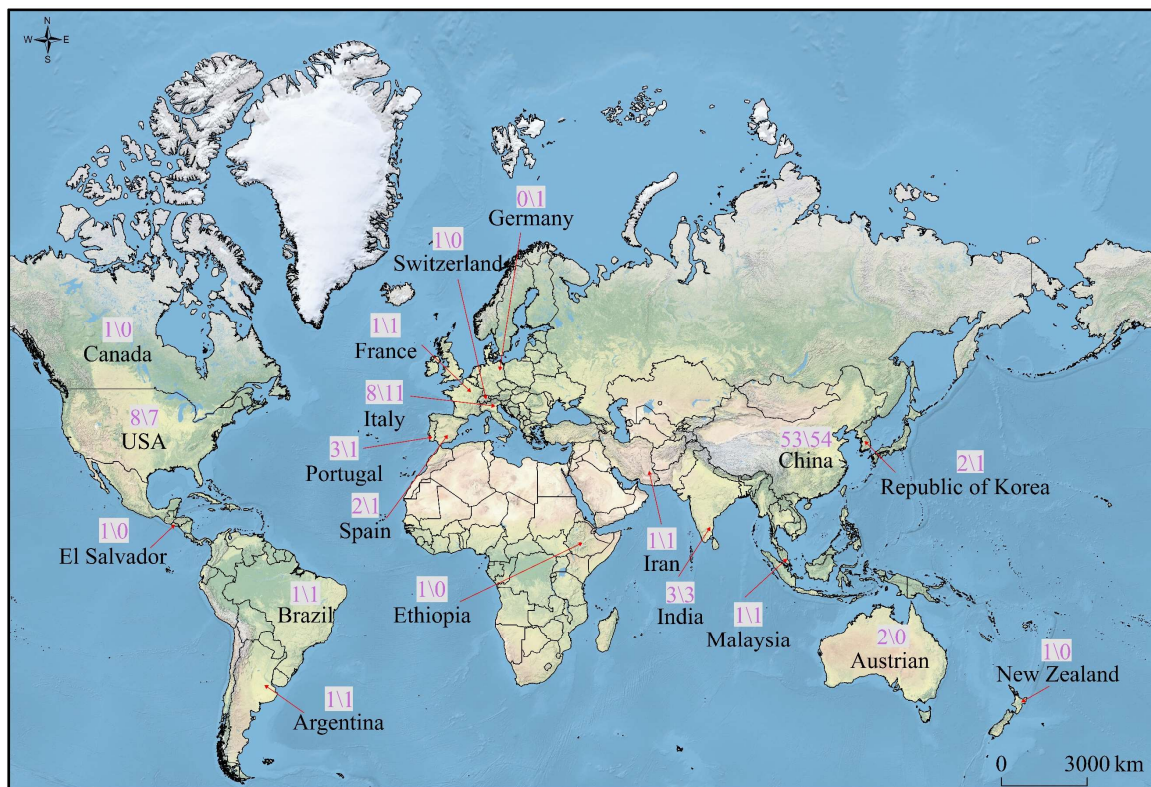 N
W E
S
0\1
Germany
1\0
Switzerland
1\1
France
1\0
Canada
8\11
Italy
8\7
USA
53\54
China
3\1
Portugal
2\1
Republic of Korea
2\1
Spain
1\0
El Salvador
1\1
Iran
1\0
Ethiopia
1\1
Brazil
3\3
India
1\1
Malaysia
2\0
Austrian
1\0
New Zealand
1\1
Argentina
0 3000 km